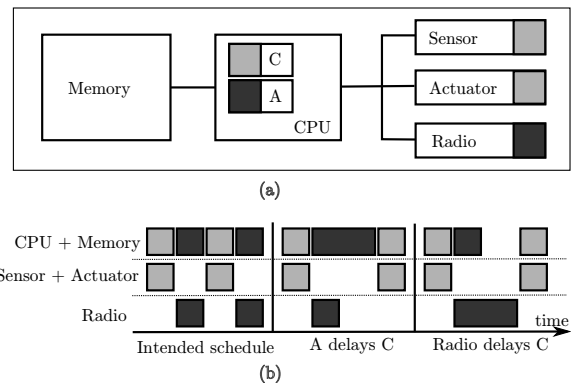 Memory
C
A
CPU
Sensor
Actuator
Radio
(a)
CPU + Memory
Sensor + Actuator
Radio
time
Intended schedule
A delays C
Radio delays C
(b)